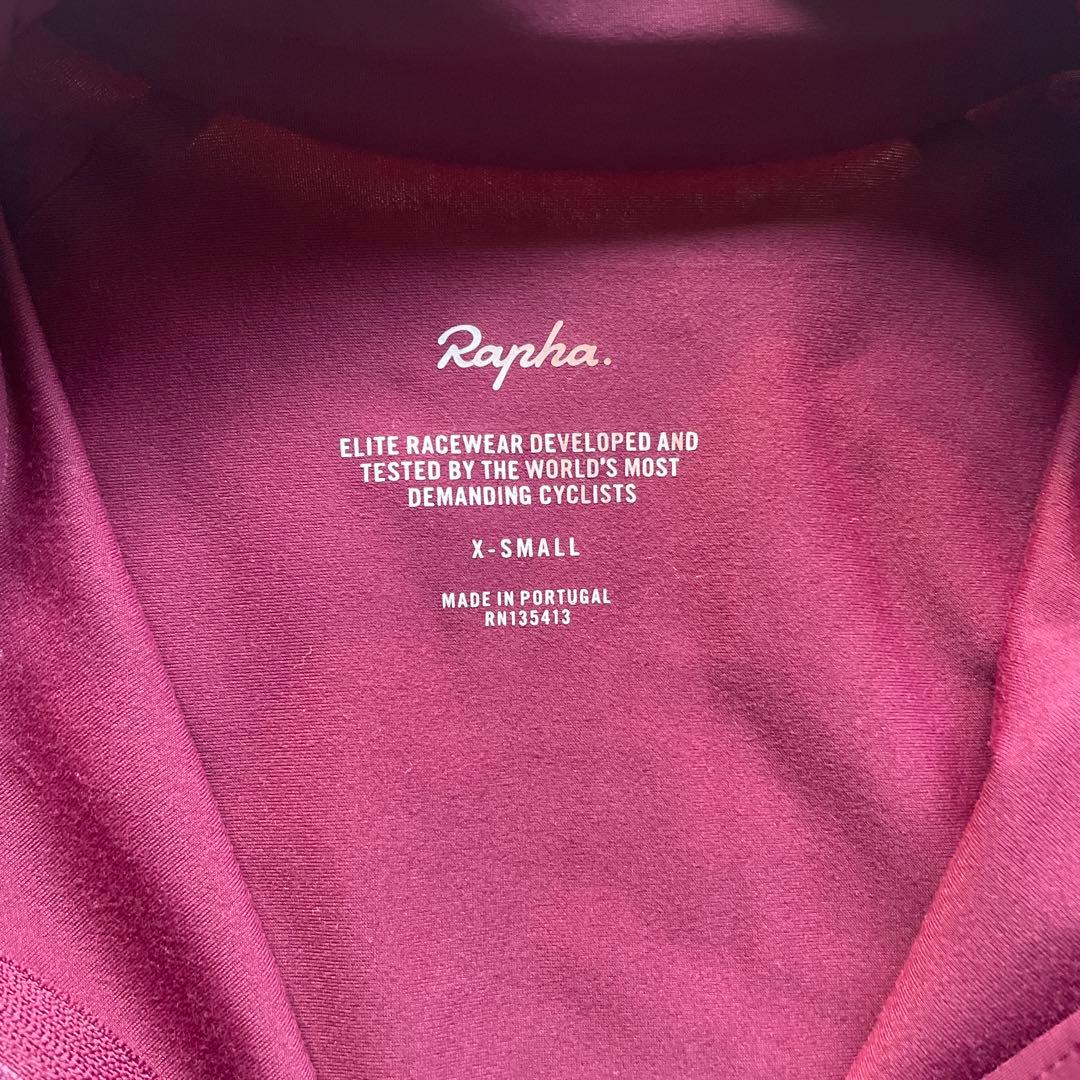 Rapha.
ELITE RACEWEAR DEVELOPED AND
TESTED BY THE WORLD'S MOST
DEMANDING CYCLISTS
X-SMALL
MADE IN PORTUGAL
RN135413